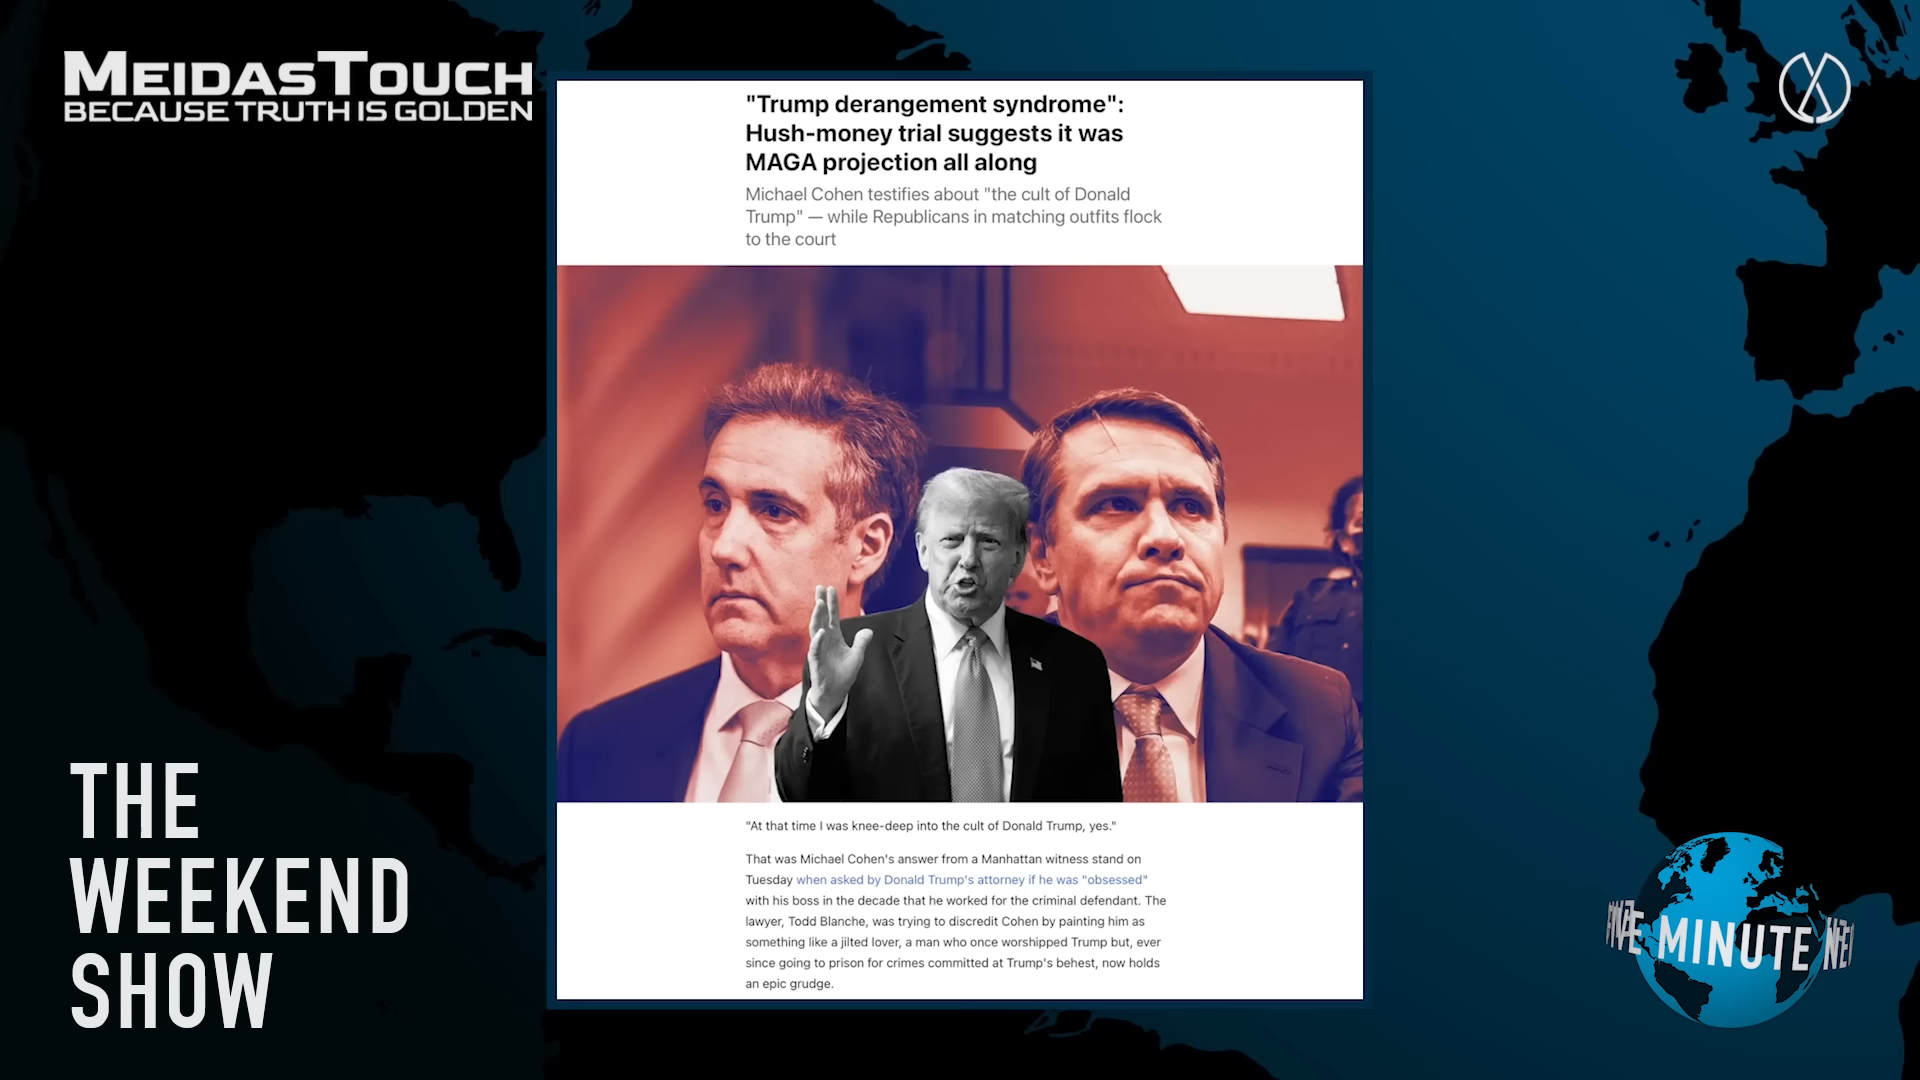 MEIDASTOUCH
BECAUSE TRUTH IS GOLDEN
"Trump derangement syndrome":
Hush-money trial suggests it was
MAGA projection all along
Michael Cohen testifies about "the cult of Donald
Trump" — while Republicans in matching outfits flock
to the court
"At that time I was knee-deep into the cult of Donald Trump, yes."
That was Michael Cohen's answer from a Manhattan witness stand on
Tuesday when asked by Donald Trump's attorney if he was "obsessed"
with his boss in the decade that he worked for the criminal defendant. The
lawyer, Todd Blanche, was trying to discredit Cohen by painting him as
something like a jilted lover, a man who once worshipped Trump but, ever
since going to prison for crimes committed at Trump's behest, now holds
an epic grudge.
THE
WEEKEND
SHOW
MINUTE